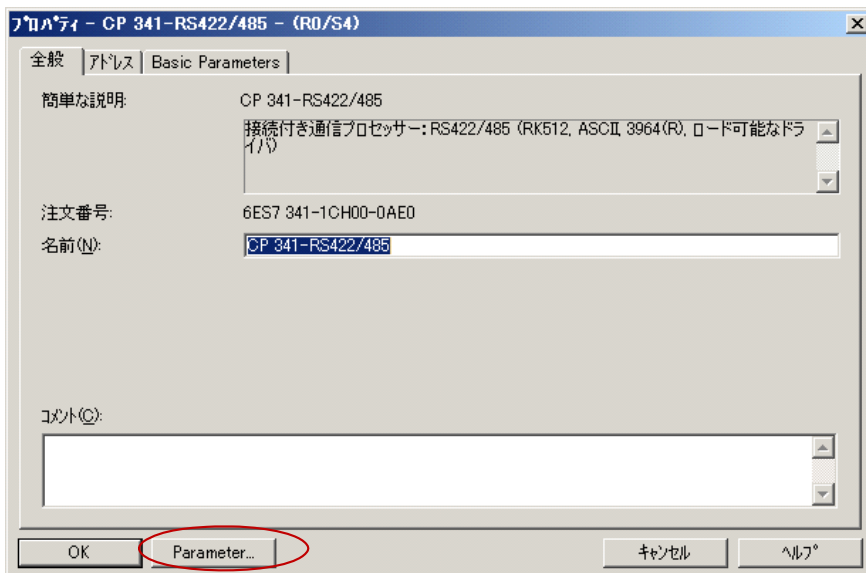 ﾌﾟﾛﾊﾟﾃｨ - CP 341-RS422/485 - (R0/S4)
全般 ｱﾄﾞﾚｽ Basic Parameters
簡単な説明: CP 341-RS422/485
接続付き通信プロセッサー: RS422/485 (RK512, ASCII, 3964(R), ロード可能なドラ
イバ)
注文番号: 6ES7 341-1CH00-0AE0
名前(N): CP 341-RS422/485
ｺﾒﾝﾄ(C):
OK Parameter... ｷｬﾝｾﾙ ﾍﾙﾌﾟ